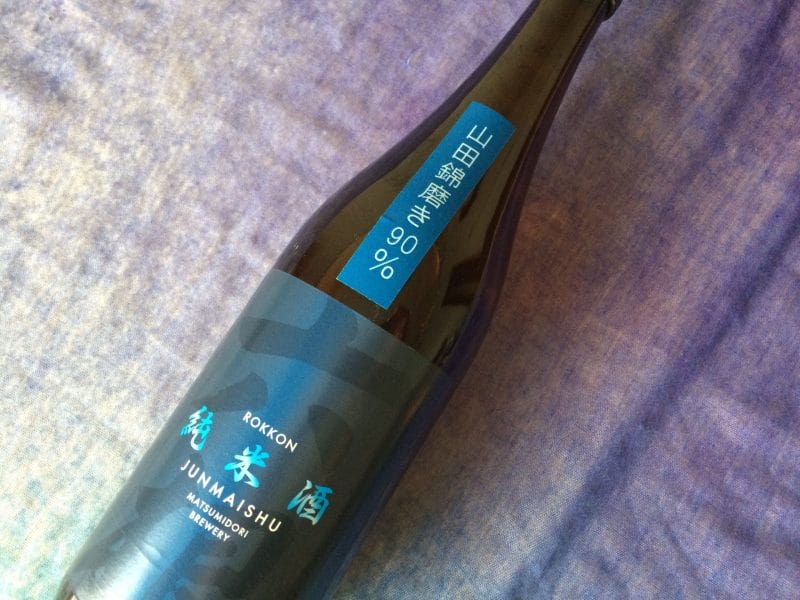 山田錦磨き90%
ROKKON
純米酒
JUNMAISHU
MATSUMIDORI
BREWERY